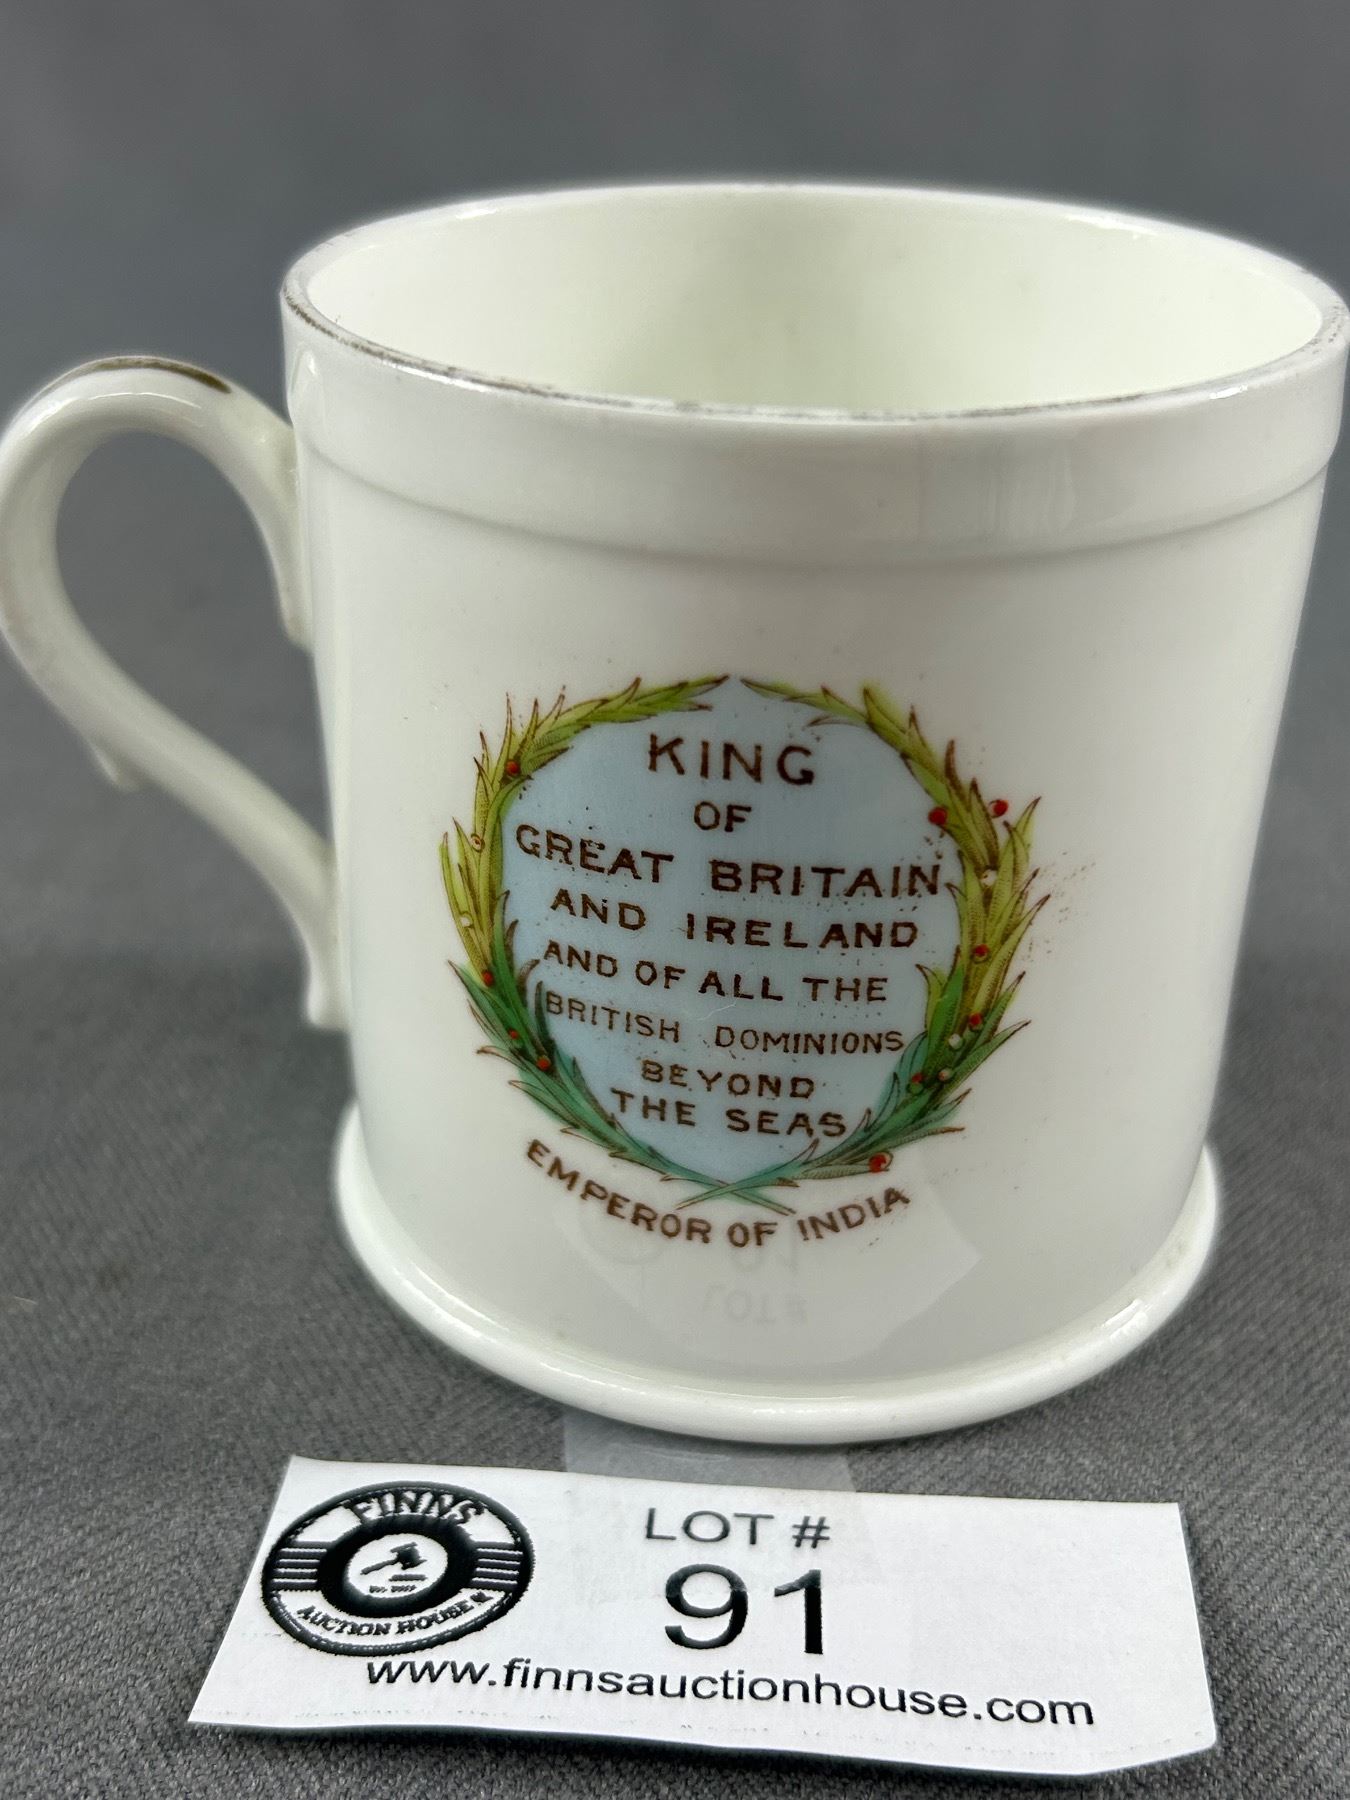 KING
OF
GREAT BRITAIN
AND IRELAND
AND OF ALL THE
BRITISH DOMINIONS
BEYOND
THE SEAS
EMPEROR OF INDIA
FINNS
AUCTION HOUSE
LOT #
91
www.finnsauctionhouse.com